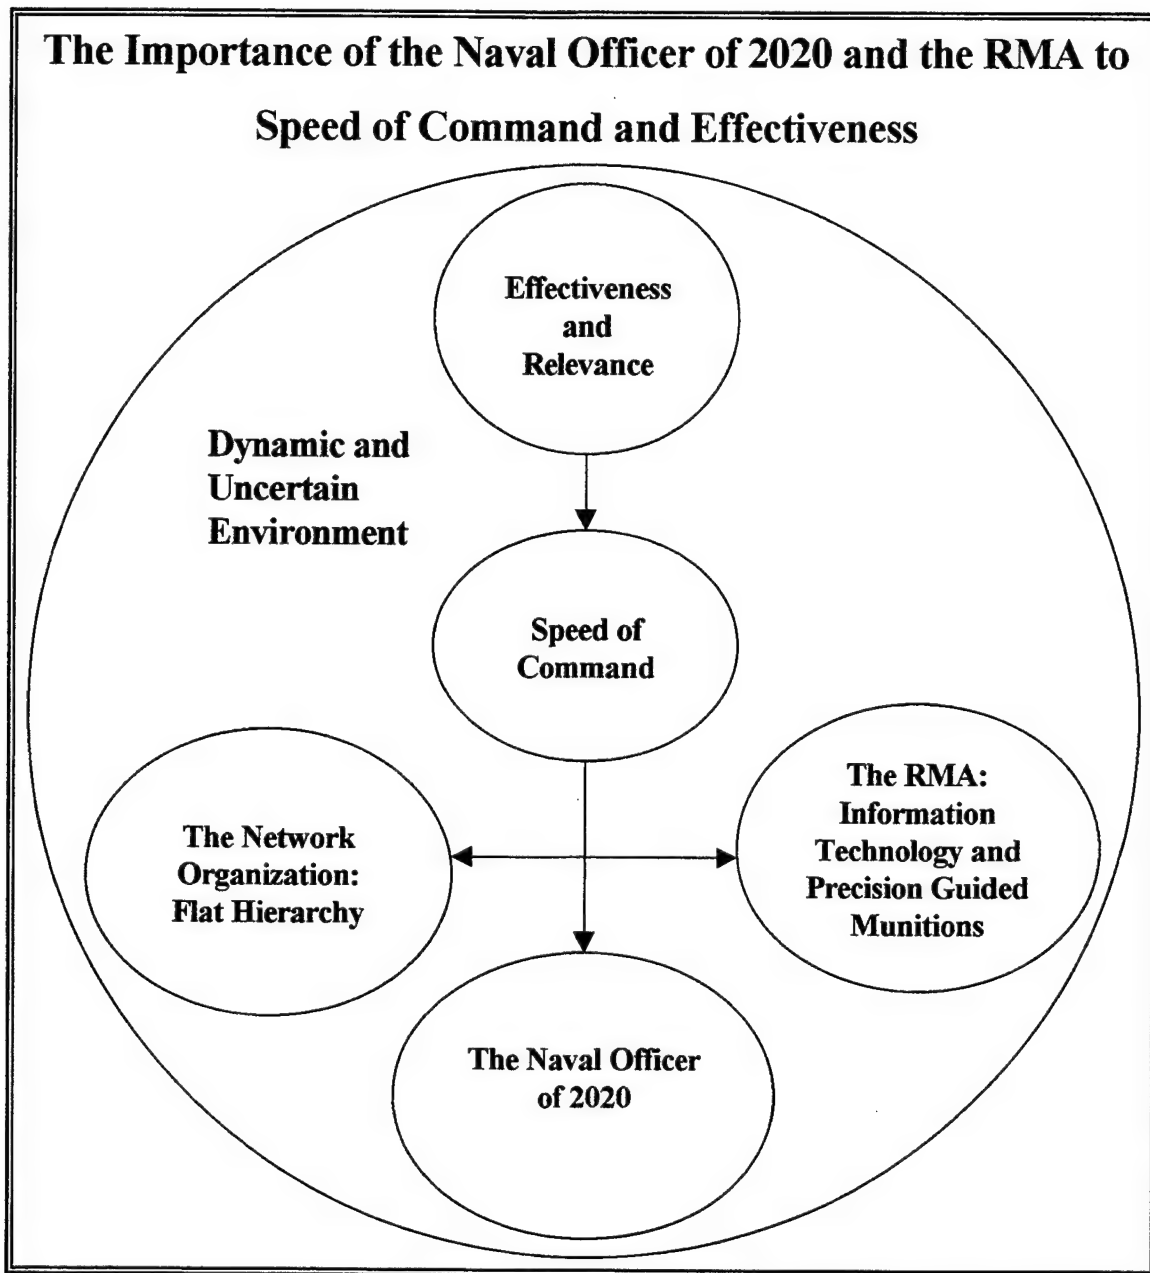 The Importance of the Naval Officer of 2020 and the RMA to
Speed of Command and Effectiveness
Effectiveness
and
Relevance
Dynamic and
Uncertain
Environment
Speed of
Command
The Network
Organization:
Flat Hierarchy
The RMA:
Information
Technology and
Precision Guided
Munitions
The Naval Officer
of 2020